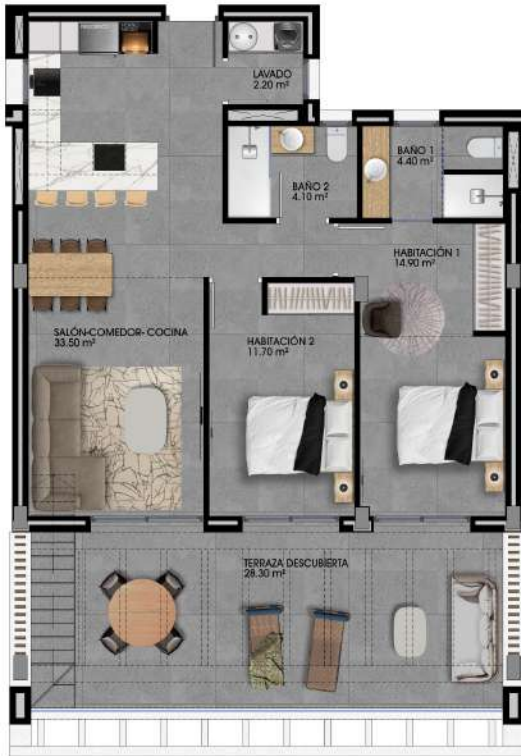 LAVADO
2.20 m²
BAÑO 1
4.40 m²
BAÑO 2
4.10 m²
HABITACIÓN 1
14.90 m²
SALÓN-COMEDOR- COCINA
33.50 m²
HABITACIÓN 2
11.70 m²
TERRAZA DESCUBIERTA
28.30 m²